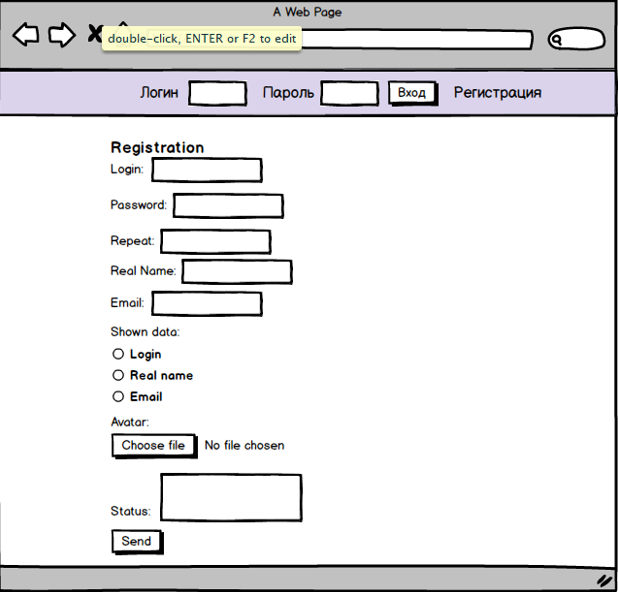 A Web Page
double-click, ENTER or F2 to edit
Логин Пароль Вход Регистрация
Registration
Login:
Password:
Repeat:
Real Name:
Email:
Shown data:
Login
Real name
Email
Avatar:
Choose file No file chosen
Status:
Send